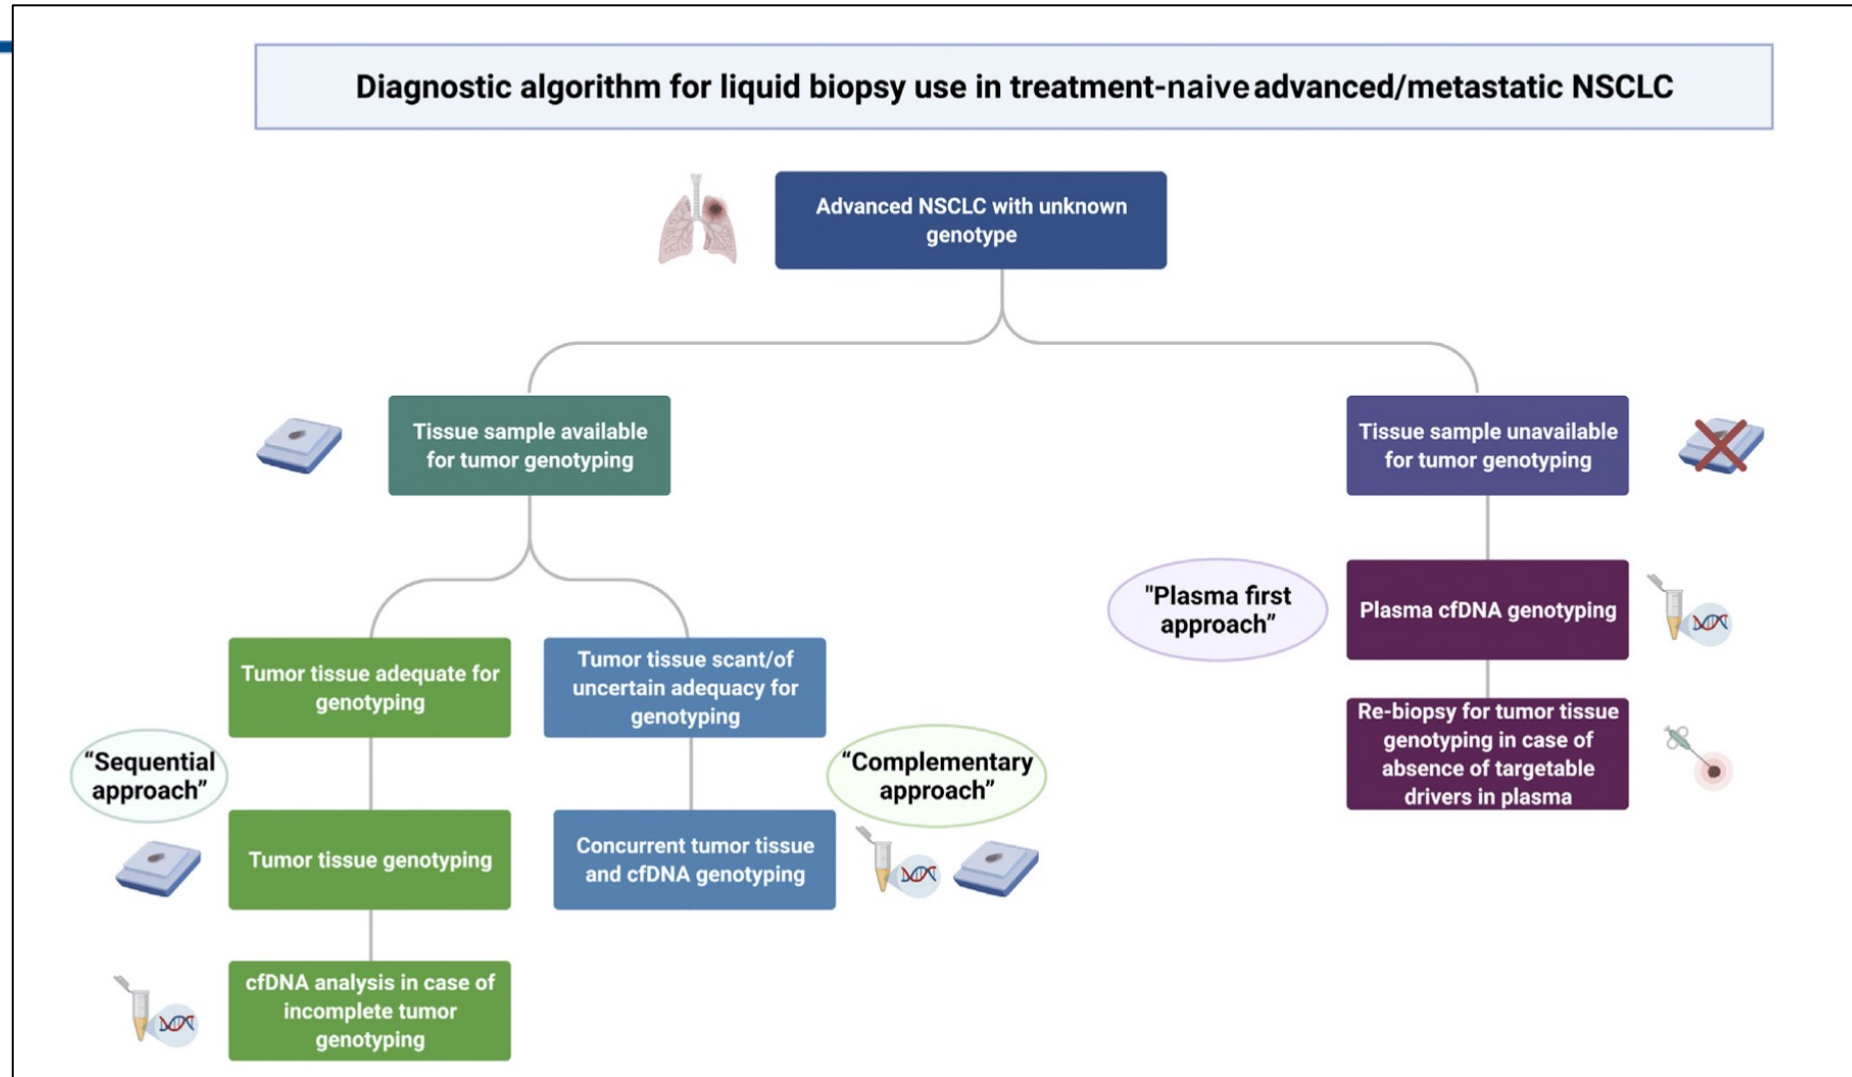 Diagnostic algorithm for liquid biopsy use in treatment-naive advanced/metastatic NSCLC
Advanced NSCLC with unknown
genotype
Tissue sample available
for tumor genotyping
Tissue sample unavailable
for tumor genotyping
"Plasma first
approach”
Plasma cfDNA genotyping
Tumor tissue adequate for
genotyping
Tumor tissue scant/of
uncertain adequacy for
genotyping
Re-biopsy for tumor tissue
genotyping in case of
absence of targetable
drivers in plasma
“Sequential
approach”
“Complementary
approach”
Tumor tissue genotyping
Concurrent tumor tissue
and cfDNA genotyping
cfDNA analysis in case of
incomplete tumor
genotyping